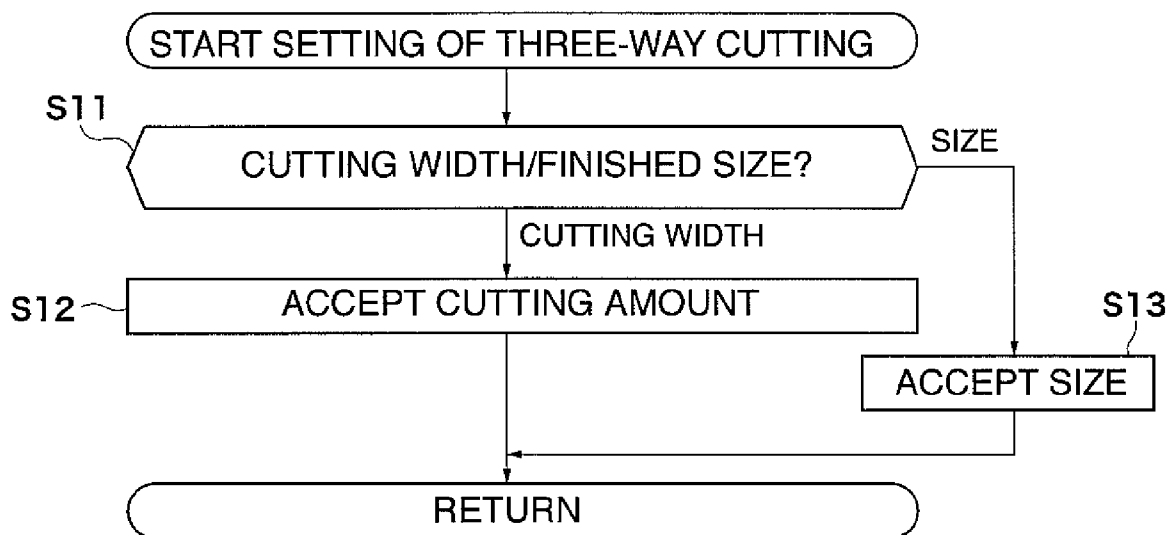 START SETTING OF THREE-WAY CUTTING
S11
CUTTING WIDTH/FINISHED SIZE?
SIZE
CUTTING WIDTH
S12
ACCEPT CUTTING AMOUNT
S13
ACCEPT SIZE
RETURN